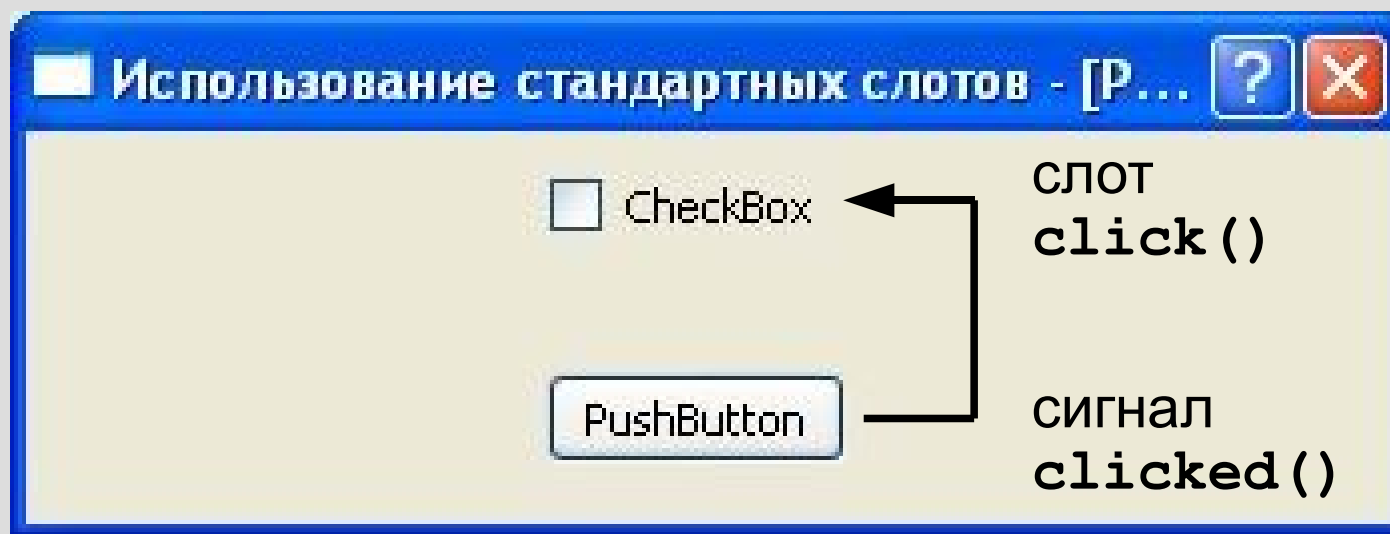 Использование стандартных слотов - [P...
CheckBox
слот
click()
PushButton
сигнал
clicked()